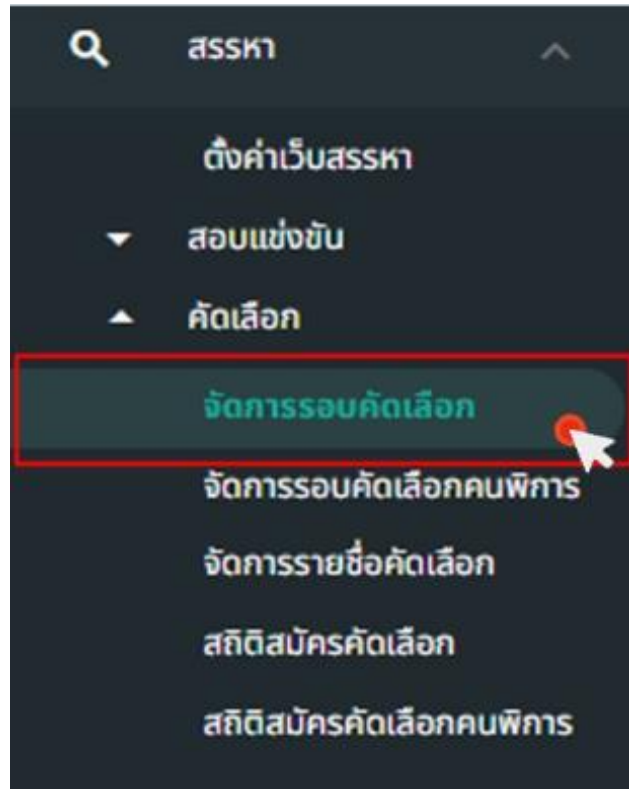 สรรหา
ตั้งค่าเว็บสรรหา
สอบแข่งขัน
คัดเลือก
จัดการรอบคัดเลือก
จัดการรอบคัดเลือกคนพิการ
จัดการรายชื่อคัดเลือก
สถิติสมัครคัดเลือก
สถิติสมัครคัดเลือกคนพิการ